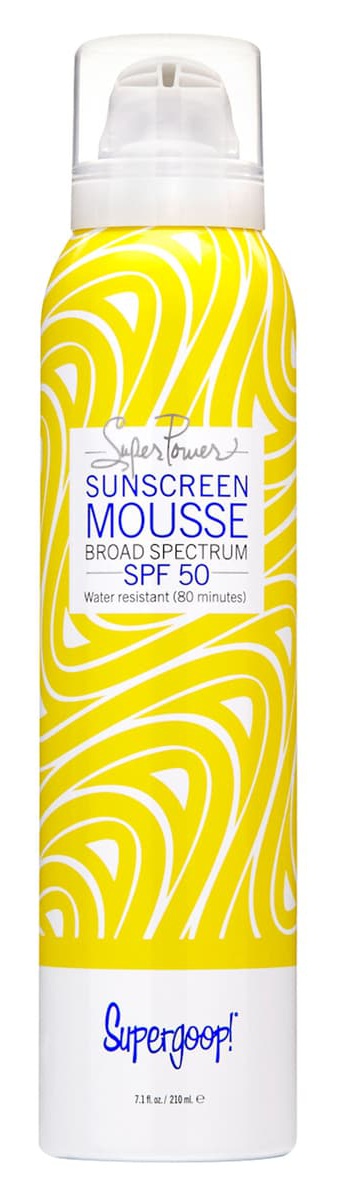 Super Power
SUNSCREEN
MOUSSE
BROAD SPECTRUM
SPF 50
Water resistant (80 minutes)
Supergoop!
7.1 fl. oz. / 210 ml. ℮